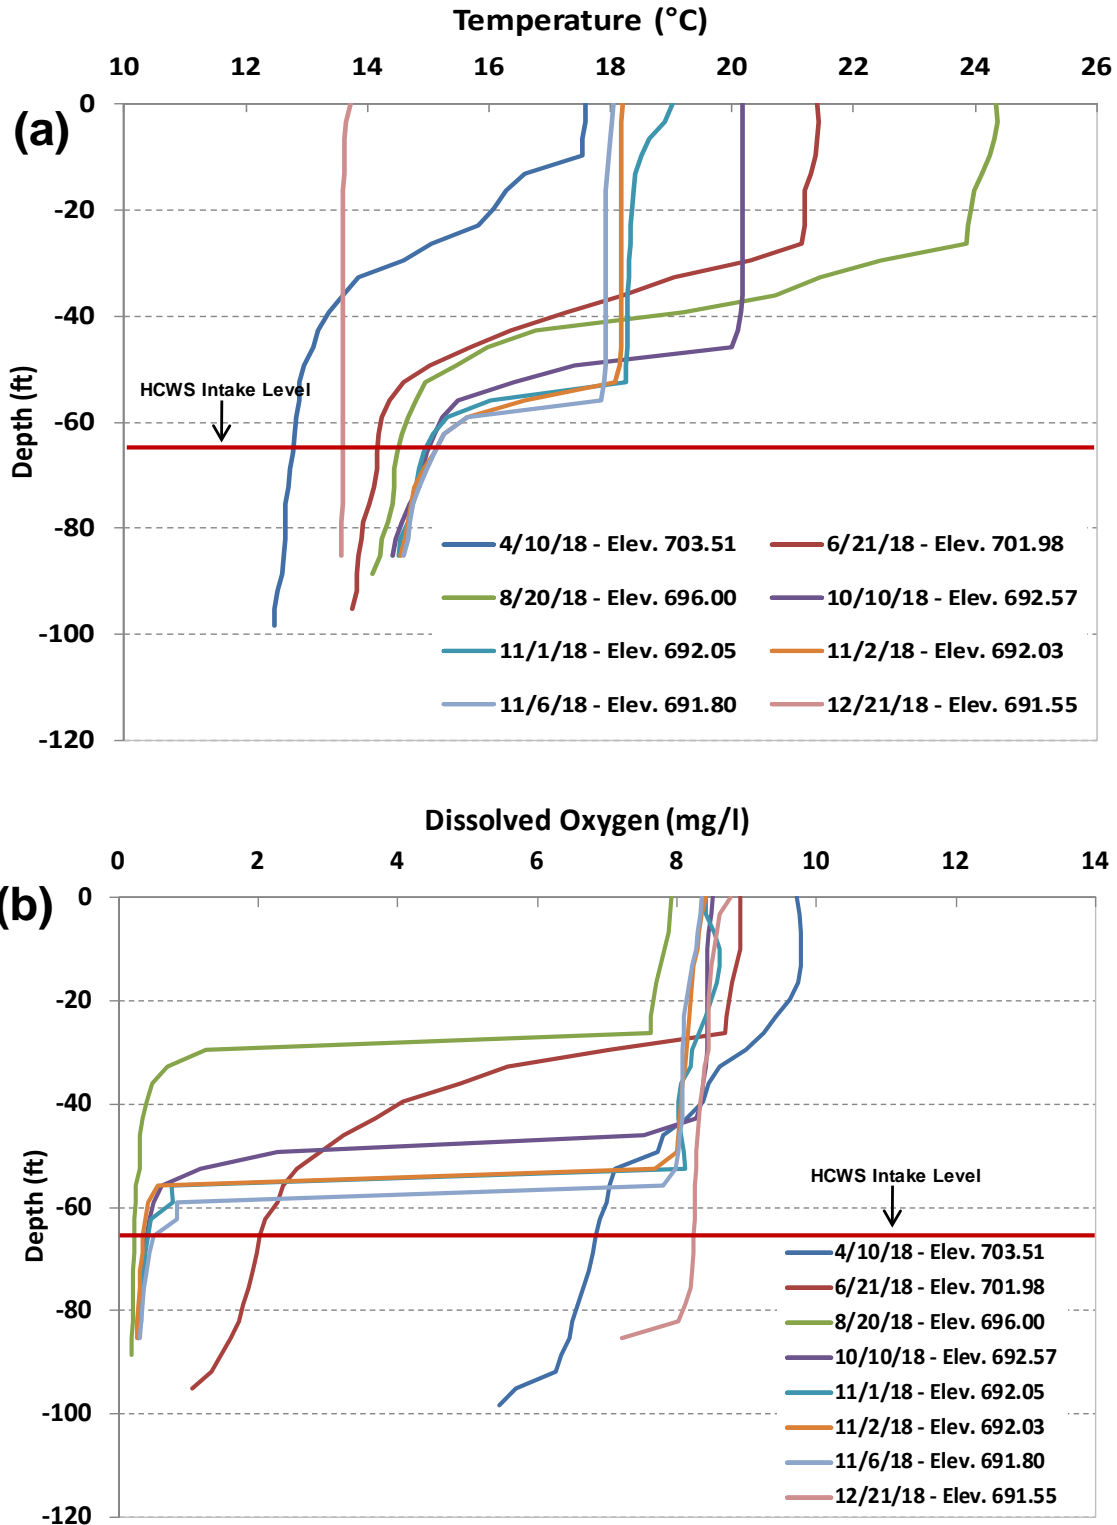 Temperature (°C)
10 12 14 16 18 20 22 24 26
(a)
0
-20
-40
-60
-80
-100
-120
Depth (ft)
HCWS Intake Level
4/10/18 - Elev. 703.51 6/21/18 - Elev. 701.98
8/20/18 - Elev. 696.00 10/10/18 - Elev. 692.57
11/1/18 - Elev. 692.05 11/2/18 - Elev. 692.03
11/6/18 - Elev. 691.80 12/21/18 - Elev. 691.55
Dissolved Oxygen (mg/l)
0 2 4 6 8 10 12 14
(b)
0
-20
-40
-60
-80
-100
-120
Depth (ft)
HCWS Intake Level
4/10/18 - Elev. 703.51
6/21/18 - Elev. 701.98
8/20/18 - Elev. 696.00
10/10/18 - Elev. 692.57
11/1/18 - Elev. 692.05
11/2/18 - Elev. 692.03
11/6/18 - Elev. 691.80
12/21/18 - Elev. 691.55